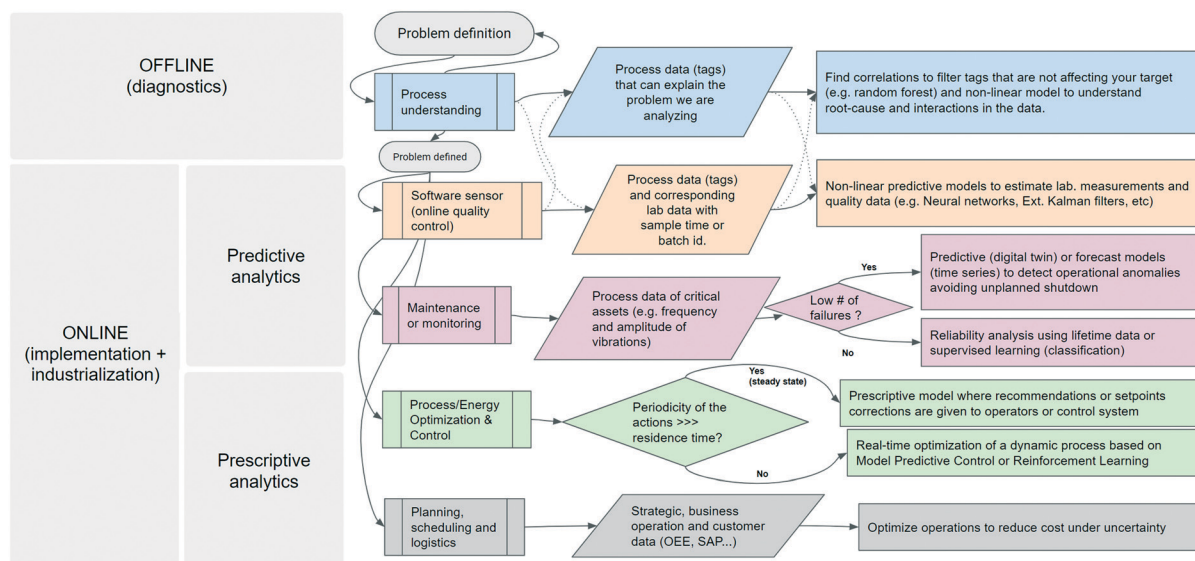 OFFLINE
(diagnostics)
Problem definition
Process
understanding
Process data (tags)
that can explain the
problem we are
analyzing
Find correlations to filter tags that are not affecting your target
(e.g. random forest) and non-linear model to understand
root-cause and interactions in the data.
Problem defined
ONLINE
(implementation +
industrialization)
Predictive
analytics
Software sensor
(online quality
control)
Process data (tags)
and corresponding
lab data with
sample time or
batch id.
Non-linear predictive models to estimate lab. measurements and
quality data (e.g. Neural networks, Ext. Kalman filters, etc)
Maintenance
or monitoring
Process data of critical
assets (e.g. frequency
and amplitude of
vibrations)
Low # of
failures ?
Yes
Predictive (digital twin) or forecast models
(time series) to detect operational anomalies
avoiding unplanned shutdown
No
Reliability analysis using lifetime data or
supervised learning (classification)
Prescriptive
analytics
Process/Energy
Optimization &
Control
Periodicity of the
actions >>>
residence time?
Yes
(steady state)
Prescriptive model where recommendations or setpoints
corrections are given to operators or control system
No
Real-time optimization of a dynamic process based on
Model Predictive Control or Reinforcement Learning
Planning,
scheduling and
logistics
Strategic, business
operation and customer
data (OEE, SAP...)
Optimize operations to reduce cost under uncertainty